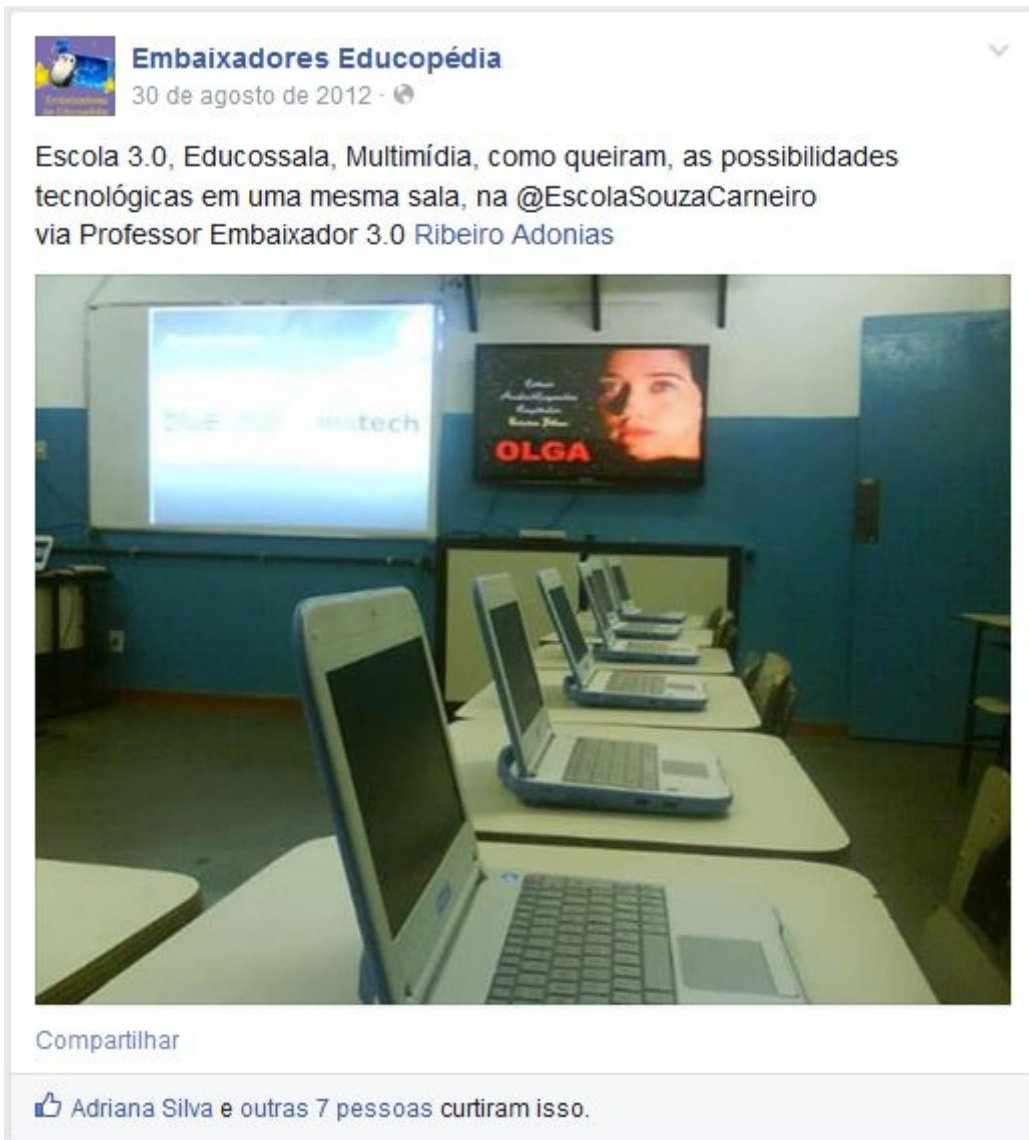 Embaixadores Educopédia
30 de agosto de 2012
Escola 3.0, Educossala, Multimídia, como queiram, as possibilidades
tecnológicas em uma mesma sala, na @EscolaSouzaCarneiro
via Professor Embaixador 3.0 Ribeiro Adonias
OLGA
Compartilhar
Adriana Silva e outras 7 pessoas curtiram isso.